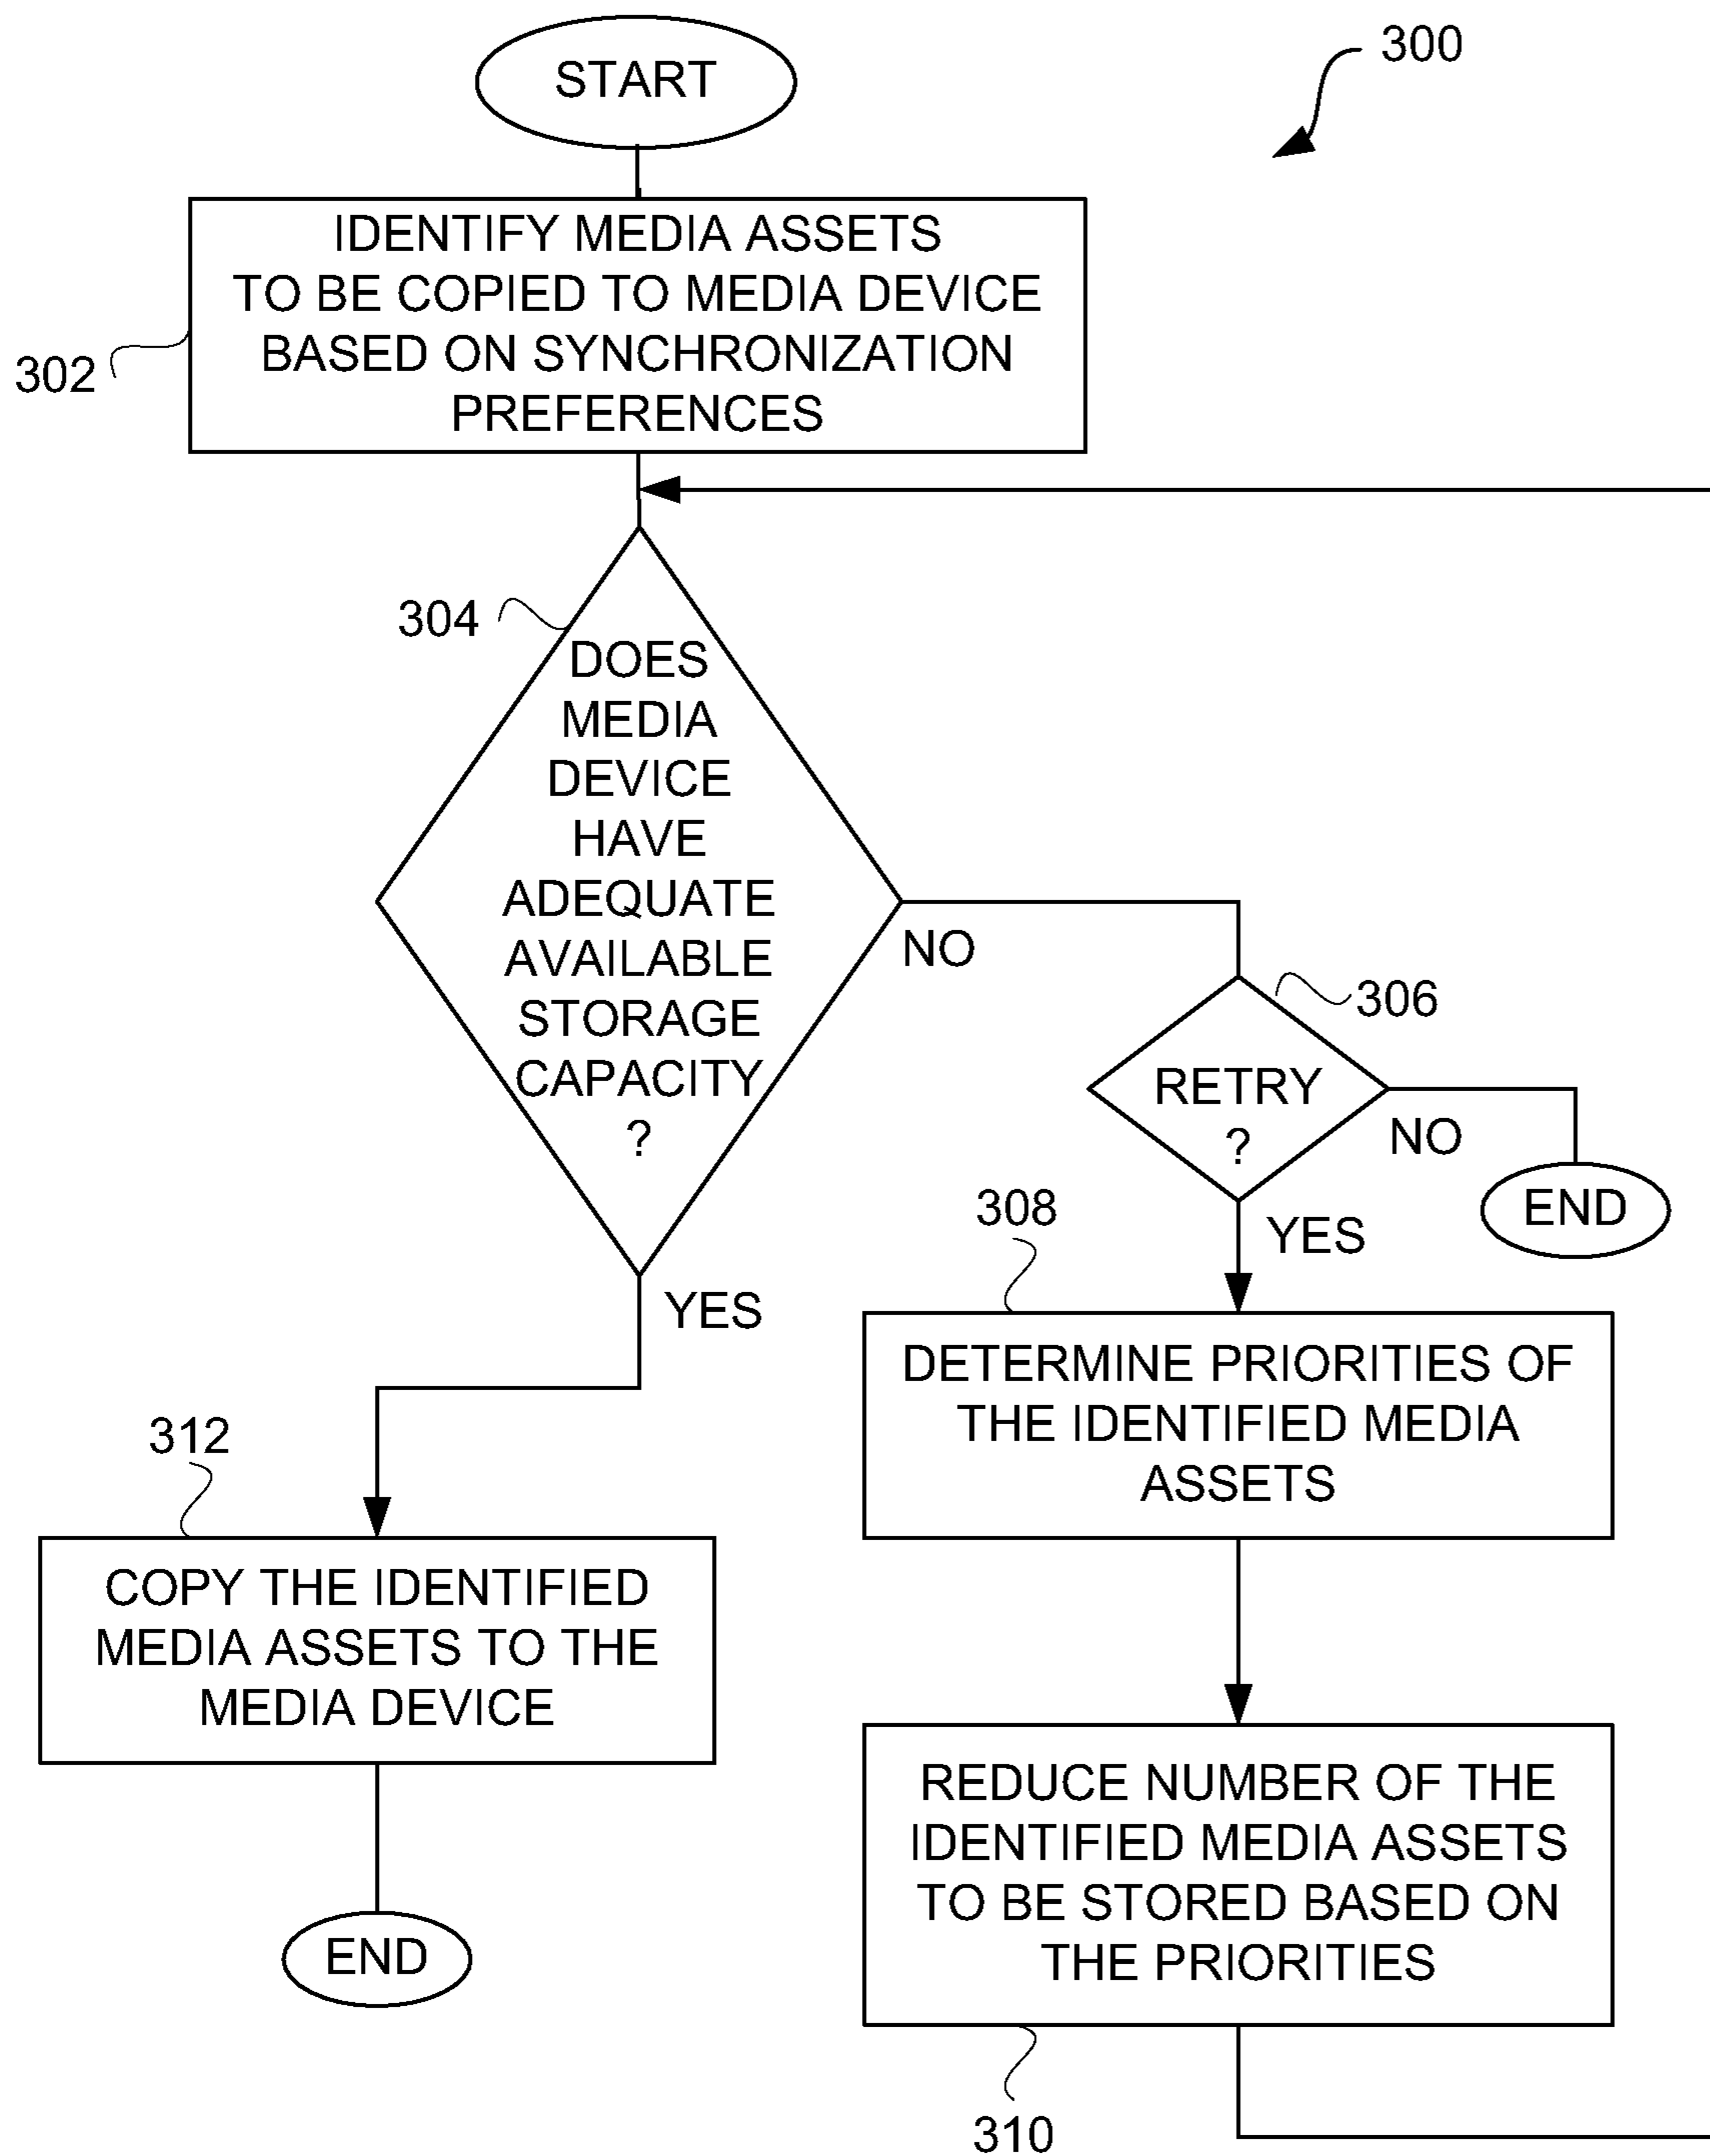 START
300
IDENTIFY MEDIA ASSETS
TO BE COPIED TO MEDIA DEVICE
BASED ON SYNCHRONIZATION
PREFERENCES
302
304
DOES
MEDIA
DEVICE
HAVE
ADEQUATE
AVAILABLE
STORAGE
CAPACITY
?
NO
306
RETRY
?
NO
END
YES
308
DETERMINE PRIORITIES OF
THE IDENTIFIED MEDIA
ASSETS
YES
312
COPY THE IDENTIFIED
MEDIA ASSETS TO THE
MEDIA DEVICE
END
REDUCE NUMBER OF THE
IDENTIFIED MEDIA ASSETS
TO BE STORED BASED ON
THE PRIORITIES
310